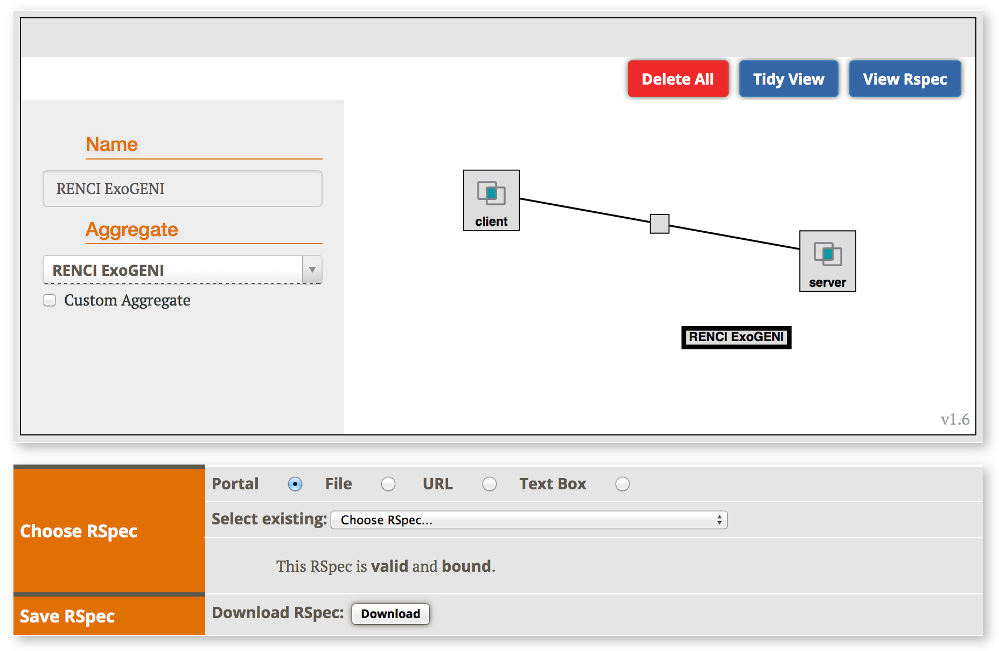 Delete All
Tidy View
View Rspec
Name
RENCI ExoGENI
Aggregate
RENCI ExoGENI
Custom Aggregate
client
server
RENCI ExoGENI
v1.6
Choose RSpec
Portal File URL Text Box
Select existing: Choose RSpec...
This RSpec is valid and bound.
Save RSpec
Download RSpec: Download